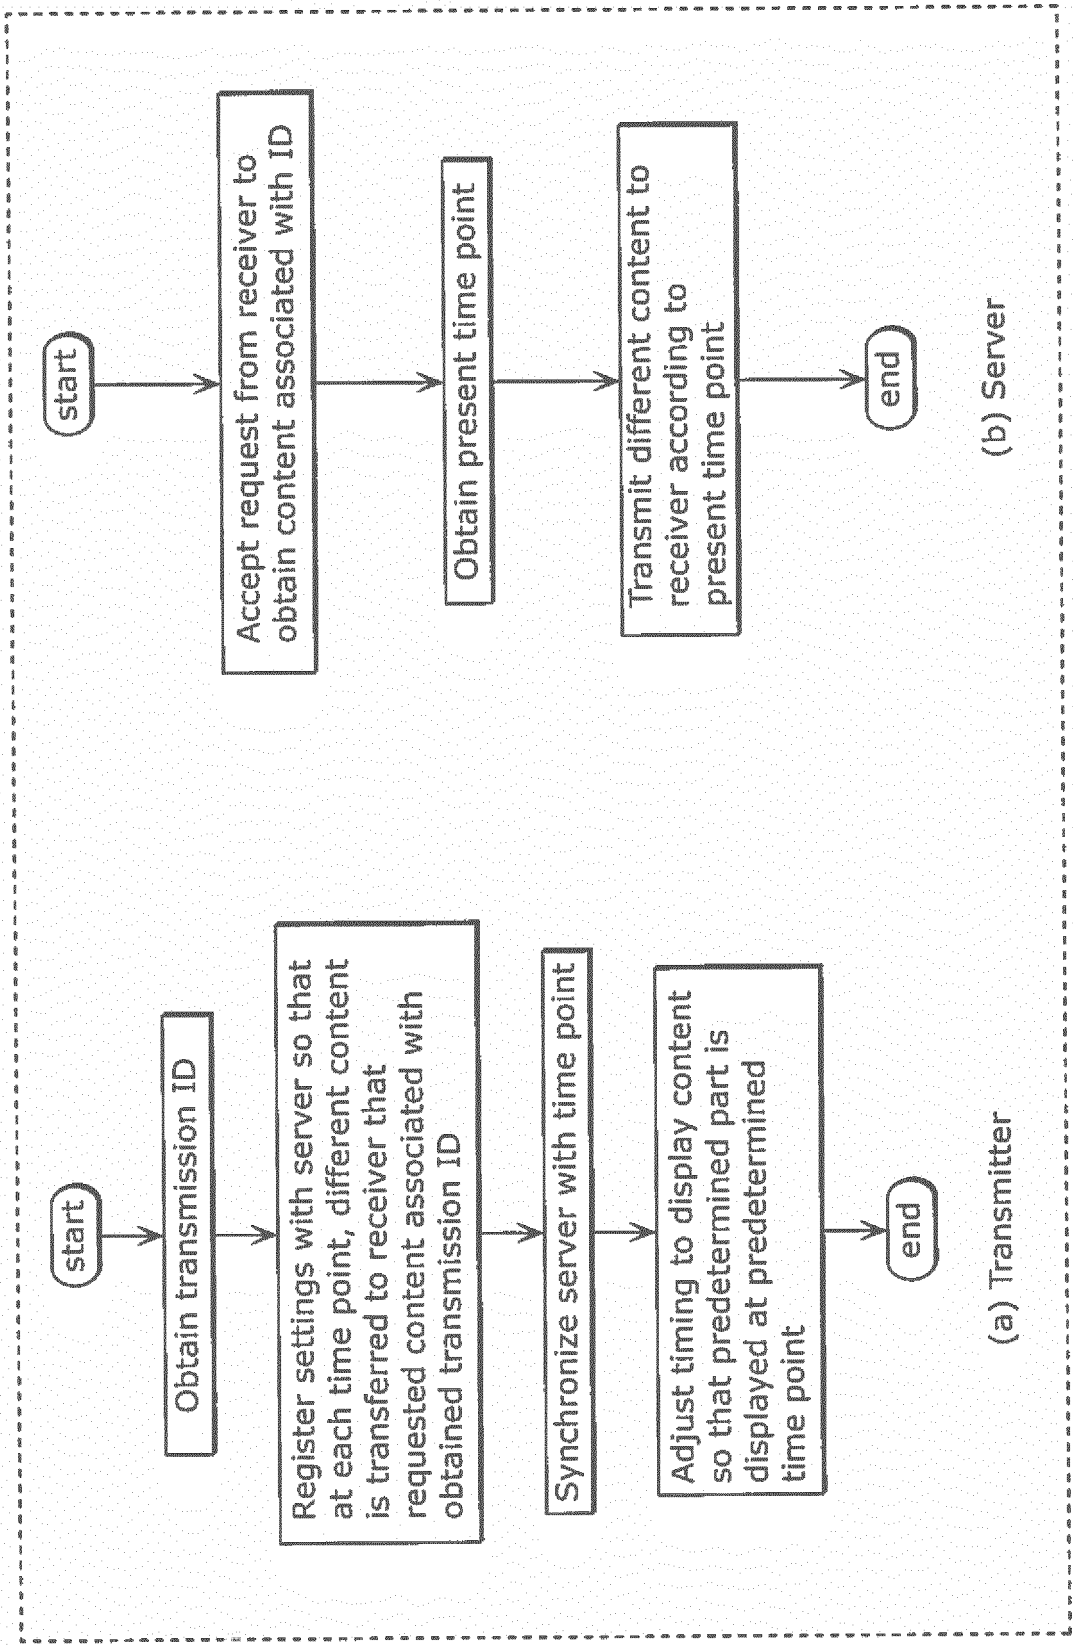 start
Obtain transmission ID
Register settings with server so that
at each time point, different content
is transferred to receiver that
requested content associated with
obtained transmission ID
Synchronize server with time point
Adjust timing to display content
so that predetermined part is
displayed at predetermined
time point
end
(a) Transmitter
start
Accept request from receiver to
obtain content associated with ID
Obtain present time point
Transmit different content to
receiver according to
present time point
end
(b) Server